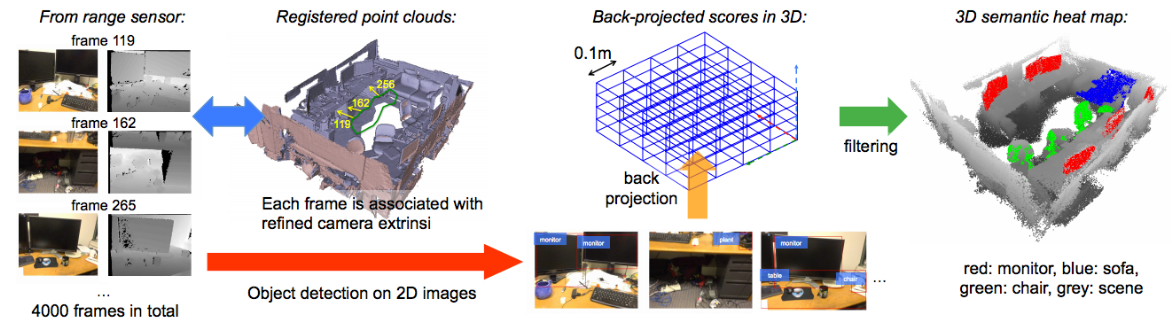 From range sensor:
frame 119
frame 162
frame 265
...
4000 frames in total
Registered point clouds:
256
162
119
Each frame is associated with
refined camera extrinsi
Object detection on 2D images
Back-projected scores in 3D:
0.1m
back
projection
monitor
monitor
plant
monitor
table
chair
...
filtering
3D semantic heat map:
red: monitor, blue: sofa,
green: chair, grey: scene